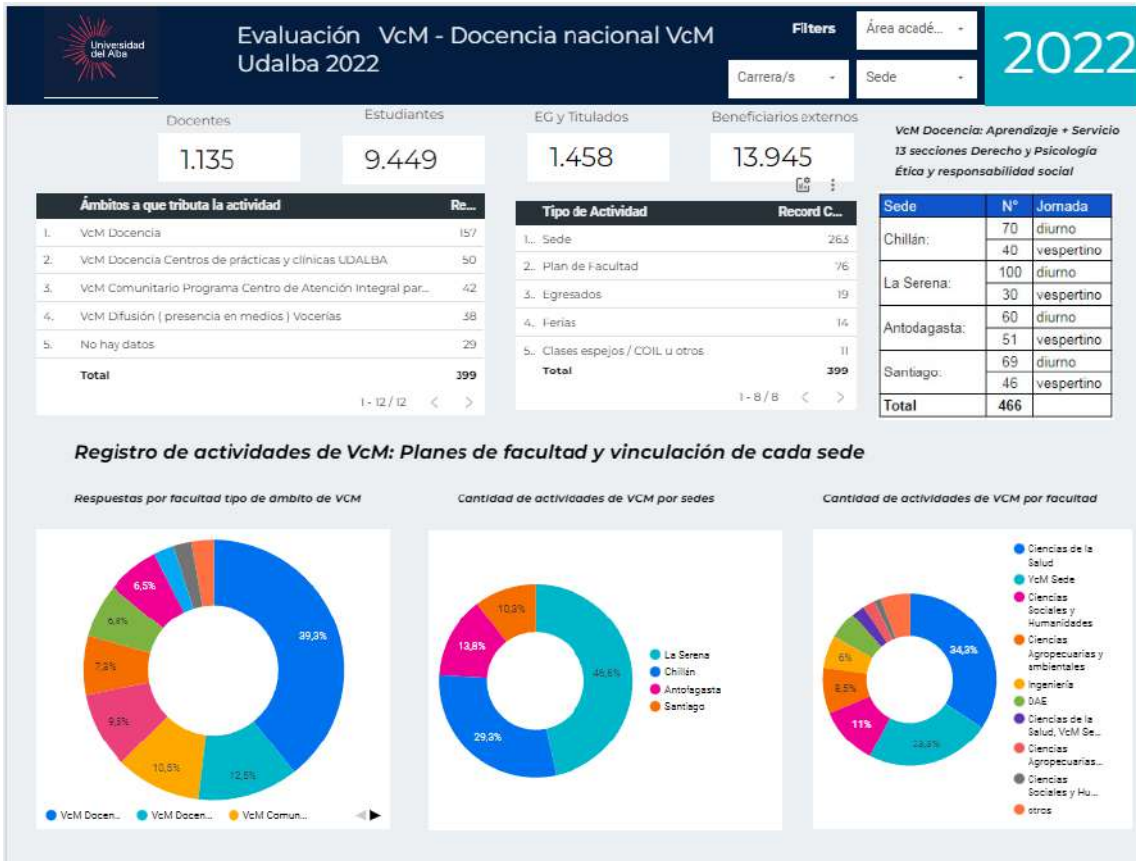 Universidad
del Alba
Evaluación VcM - Docencia nacional VcM
Udalba 2022
Filters
Área acadé...
Carrera/s
Sede
2022
Docentes
1.135
Estudiantes
9.449
EG y Titulados
1.458
Beneficiarios externos
13.945
VcM Docencia: Aprendizaje + Servicio
13 secciones Derecho y Psicología
Ética y responsabilidad social
Ámbitos a que tributa la actividad Re...
1. VcM Docencia 157
2. VcM Docencia Centros de prácticas y clínicas UDALBA 50
3. VcM Comunitario Programa Centro de Atención Integral par... 42
4. VcM Difusión ( presencia en medios ) Vocerías 38
5. No hay datos 29
Total 399
1 - 12 / 12 < >
Tipo de Actividad Record C...
1... Sede 263
2.. Plan de Facultad 76
3.. Egresados 19
4.. Ferias 14
5.. Clases espejos / COIL u otros 11
Total 399
1 - 8 / 8 < >
Sede N° Jornada
Chillán: 70 diurno
40 vespertino
La Serena: 100 diurno
30 vespertino
Antodagasta: 60 diurno
51 vespertino
Santiago: 69 diurno
46 vespertino
Total 466
Registro de actividades de VcM: Planes de facultad y vinculación de cada sede
Respuestas por facultad tipo de ámbito de VCM
39,3%
12,5%
10,5%
9,5%
7,3%
6,8%
6,5%
VcM Docen...
VcM Docen...
VcM Comun...
Cantidad de actividades de VCM por sedes
46,6%
29,3%
13,8%
10,3%
La Serena
Chillán
Antofagasta
Santiago
Cantidad de actividades de VCM por facultad
34,3%
11%
8,5%
6%
Ciencias de la
Salud
VcM Sede
Ciencias
Sociales y
Humanidades
Ciencias
Agropecuarias y
ambientales
Ingeniería
DAE
Ciencias de la
Salud, VcM Se...
Ciencias
Agropecuarias...
Ciencias
Sociales y Hu...
otros